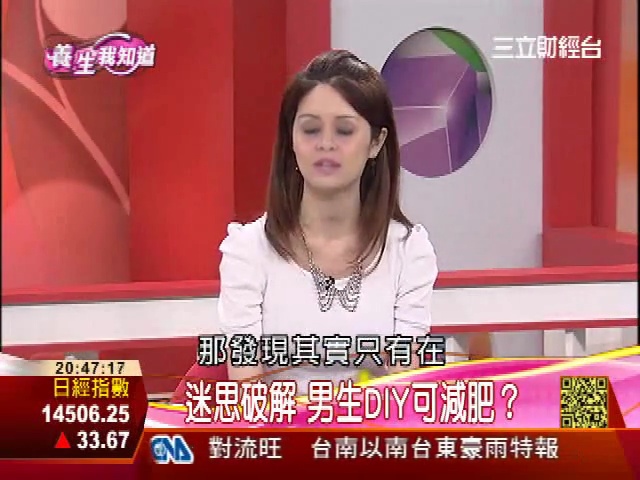 養生我知道
三立財經台
那發現其實只有在
20:47:17
日經指數
14506.25
▲ 33.67
迷思破解 男生DIY可減肥？
CNA 對流旺 台南以南台東豪雨特報